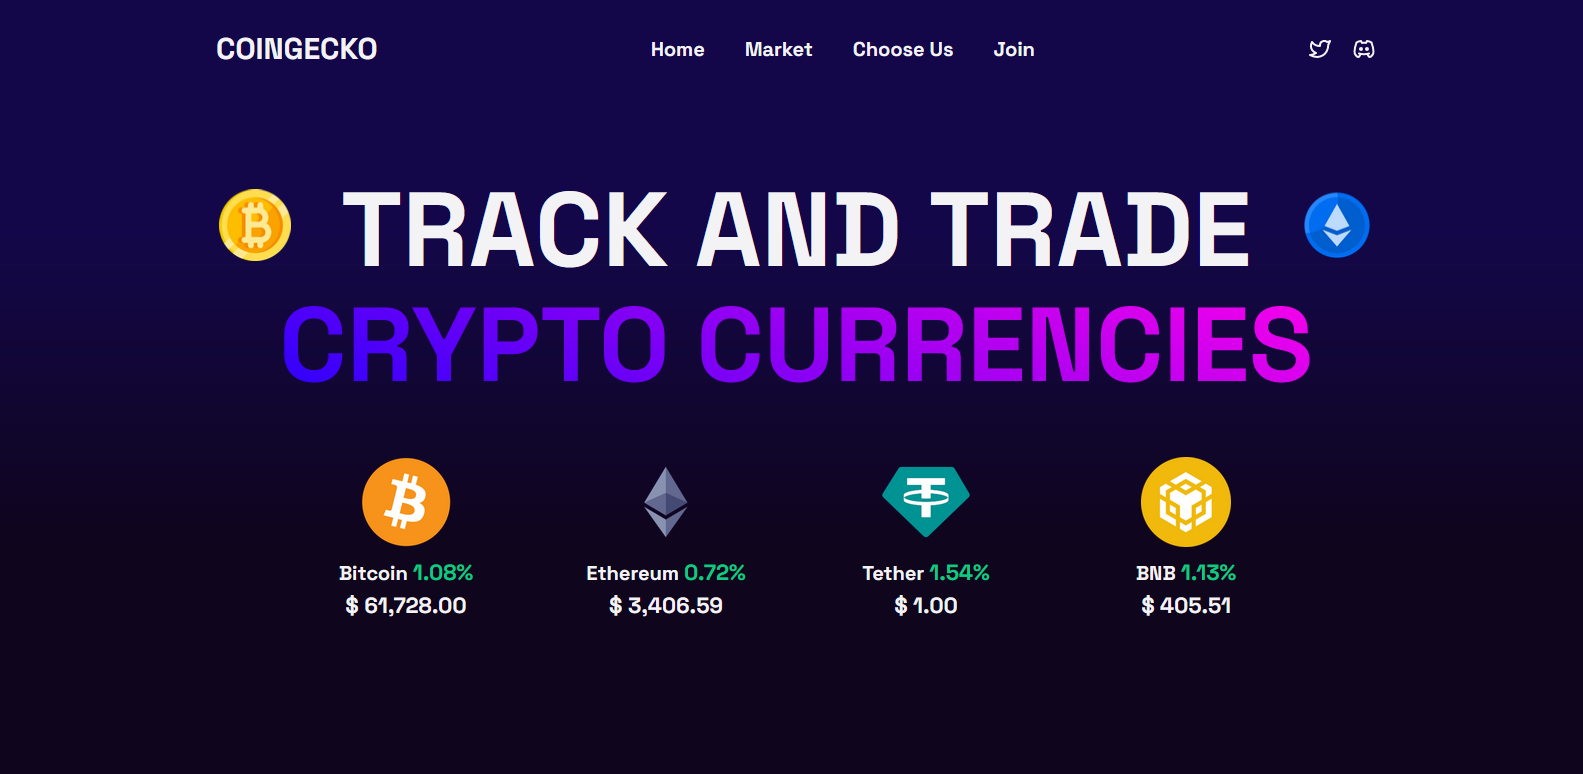 COINGECKO
Home Market Choose Us Join
TRACK AND TRADE
CRYPTO CURRENCIES
Bitcoin 1.08%
$ 61,728.00
Ethereum 0.72%
$ 3,406.59
Tether 1.54%
$ 1.00
BNB 1.13%
$ 405.51